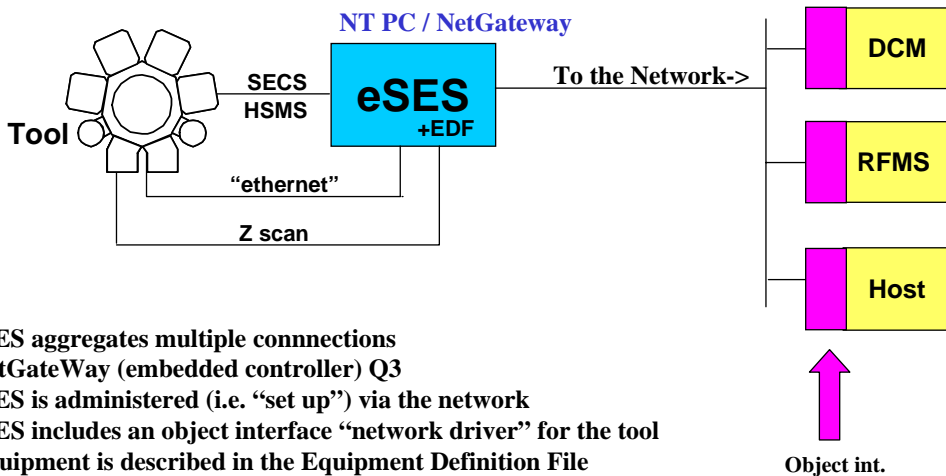 NT PC / NetGateway
DCM
SECS
HSMS
eSES
+EDF
To the Network->
Tool
RFMS
“ethernet”
Z scan
Host
ES aggregates multiple connnections
tGateWay (embedded controller) Q3
ES is administered (i.e. “set up”) via the network
ES includes an object interface “network driver” for the tool
uipment is described in the Equipment Definition File
Object int.